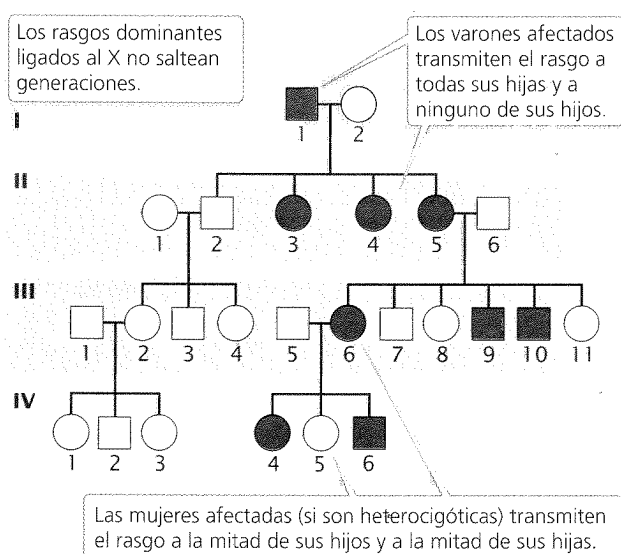 Los rasgos dominantes
ligados al X no saltean
generaciones.
Los varones afectados
transmiten el rasgo a
todas sus hijas y a
ninguno de sus hijos.
I
1 2
II
1 2 3 4 5 6
III
1 2 3 4 5 6 7 8 9 10 11
IV
1 2 3 4 5 6
Las mujeres afectadas (si son heterocigóticas) transmiten
el rasgo a la mitad de sus hijos y a la mitad de sus hijas.